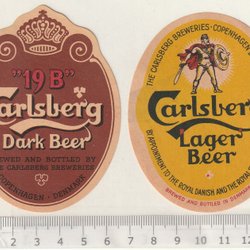 "19 B"
Carlsberg
Dark Beer
BREWED AND BOTTLED BY
THE CARLSBERG BREWERIES
COPENHAGEN - DENMARK
THE CARLSBERG BREWERIES · COPENHAGEN
Carlsberg
Lager
Beer
BY APPOINTMENT TO THE ROYAL DANISH AND THE ROYAL
BREWED AND BOTTLED IN DENMARK
0 1 2 3 4 5 6 7 8 9 10 11 12